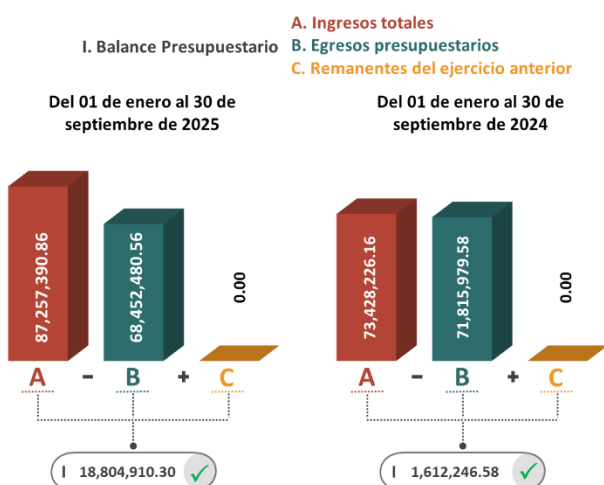 A. Ingresos totales
I. Balance Presupuestario
B. Egresos presupuestarios
C. Remanentes del ejercicio anterior
Del 01 de enero al 30 de
septiembre de 2025
87,257,390.86
68,452,480.56
0.00
A - B + C
I 18,804,910.30
Del 01 de enero al 30 de
septiembre de 2024
73,428,226.16
71,815,979.58
0.00
A - B + C
I 1,612,246.58